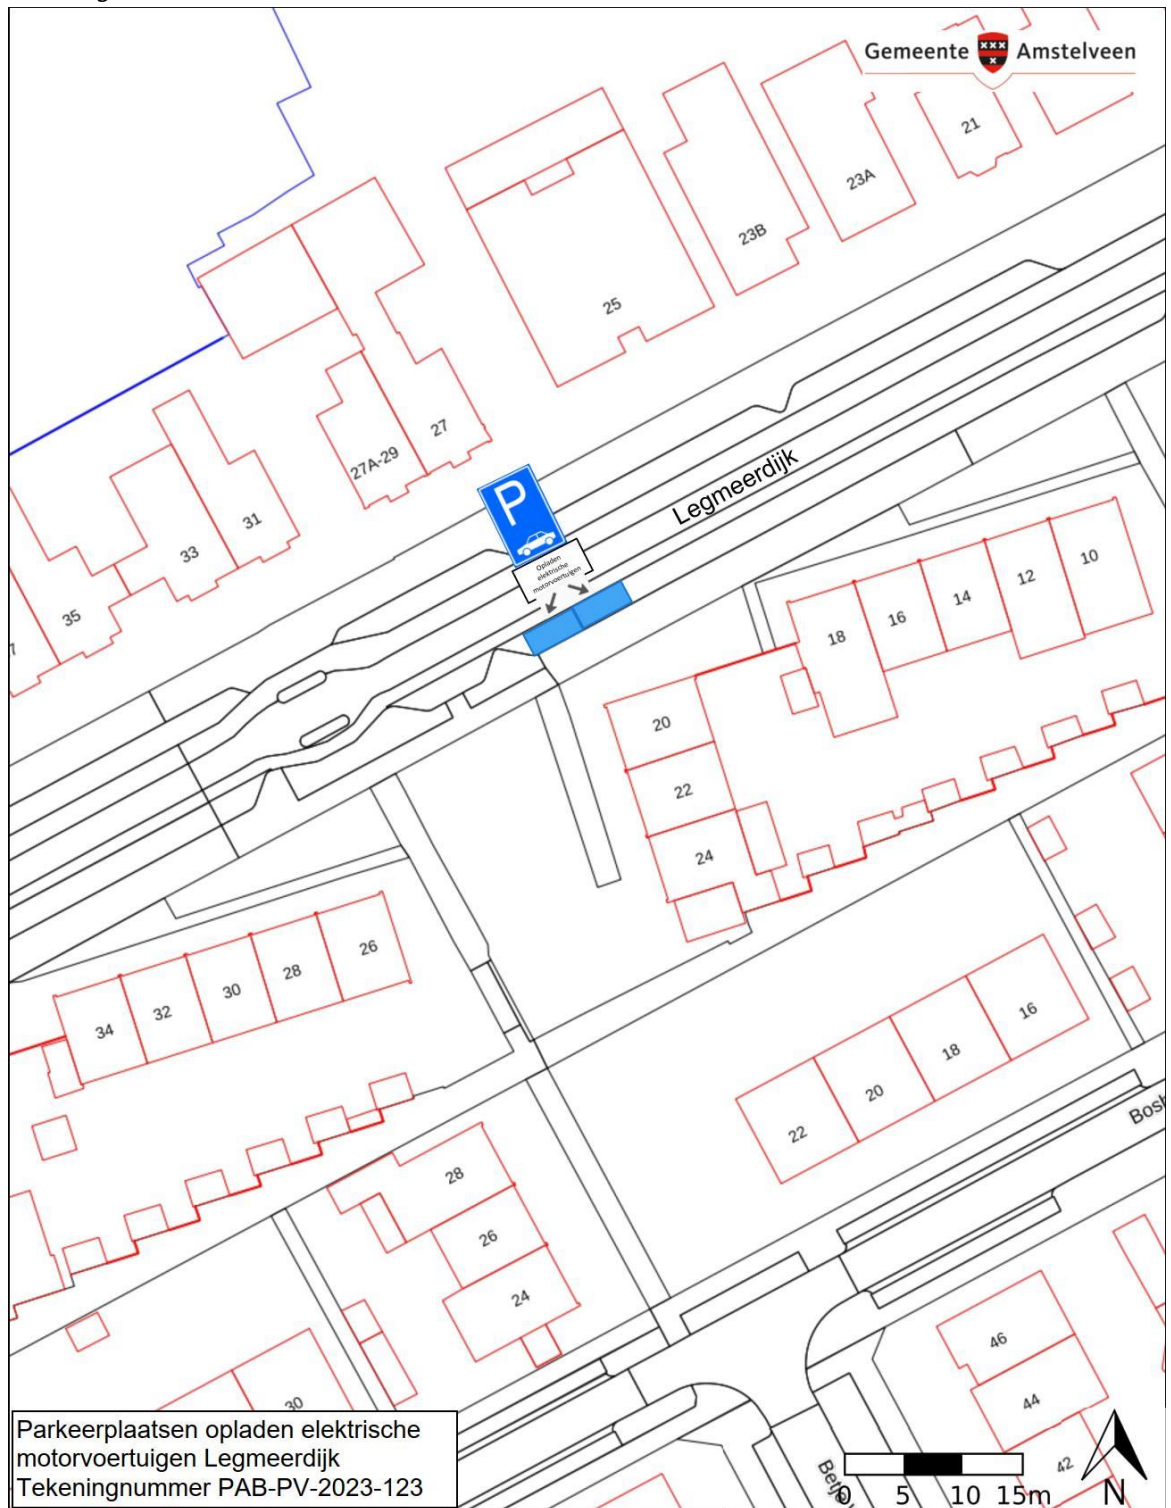 Gemeente Amstelveen
21
23A
23B
25
27
27A-29
31
33
35
Legmeerdijk
P
Opladen
elektrische
motorvoertuigen
10
12
14
16
18
20
22
24
26
28
30
32
34
16
18
20
22
28
26
24
30
46
44
42
Parkeerplaatsen opladen elektrische
motorvoertuigen Legmeerdijk
Tekeningnummer PAB-PV-2023-123
0 5 10 15m
N